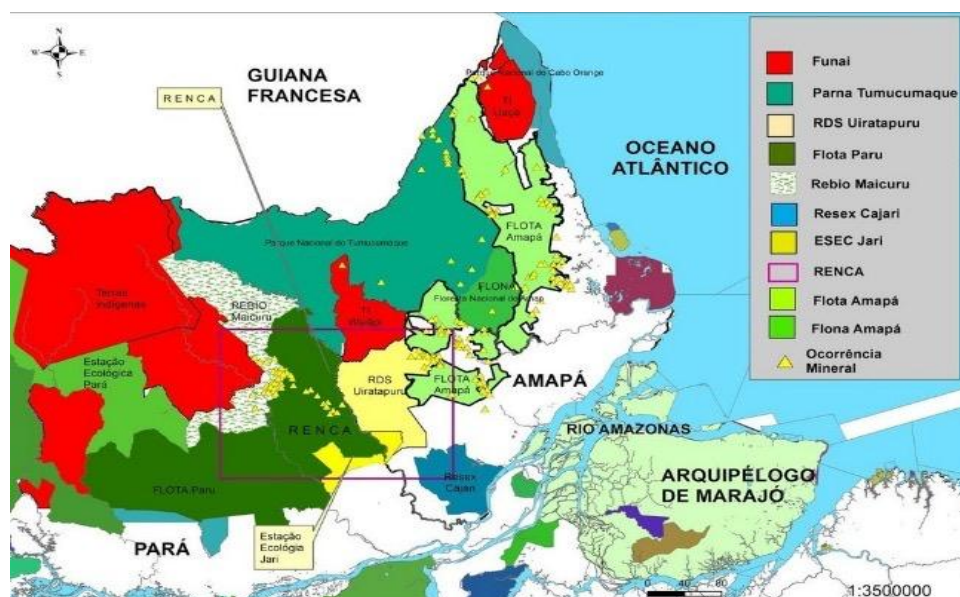 N
W
E
S
GUIANA
FRANCESA
RENCA
Parque Nacional do Cabo Orange
TI
OCEANO
ATLÂNTICO
Parque Nacional do Tumucumaque
FLOTA
Amapá
FLONA
Floresta Nacional do Amapá
Terras
Indígenas
REBIO
Maicuru
TI
Estação
Ecológica
Pará
RDS
Uiratapuru
FLOTA
Amapá
AMAPÁ
RENCA
RIO AMAZONAS
FLOTA Paru
Resex
Cajari
ARQUIPÉLOGO
DE MARAJÓ
PARÁ
Estação
Ecológia
Jari
0 40 80
1:3500000
Funai
Parna Tumucumaque
RDS Uiratapuru
Flota Paru
Rebio Maicuru
Resex Cajari
ESEC Jari
RENCA
Flota Amapá
Flona Amapá
Ocorrência
Mineral